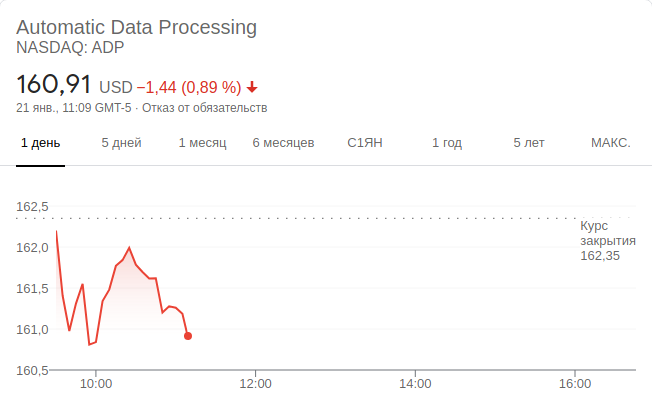 Automatic Data Processing
NASDAQ: ADP
160,91 USD −1,44 (0,89 %)
21 янв., 11:09 GMT-5 · Отказ от обязательств
1 день 5 дней 1 месяц 6 месяцев С1ЯН 1 год 5 лет МАКС.
162,5
Курс
закрытия
162,35
162,0
161,5
161,0
160,5
10:00 12:00 14:00 16:00